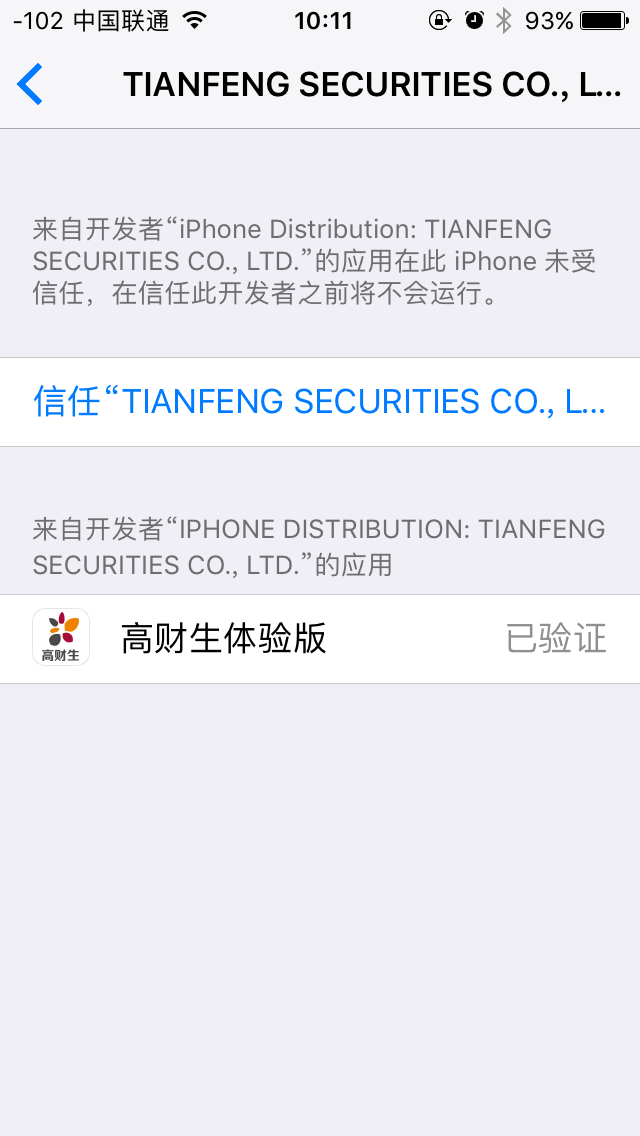 -102 中国联通 10:11 93%
TIANFENG SECURITIES CO., L...
来自开发者“iPhone Distribution: TIANFENG
SECURITIES CO., LTD.”的应用在此 iPhone 未受
信任，在信任此开发者之前将不会运行。
信任“TIANFENG SECURITIES CO., L...
来自开发者“IPHONE DISTRIBUTION: TIANFENG
SECURITIES CO., LTD.”的应用
高财生
高财生体验版 已验证